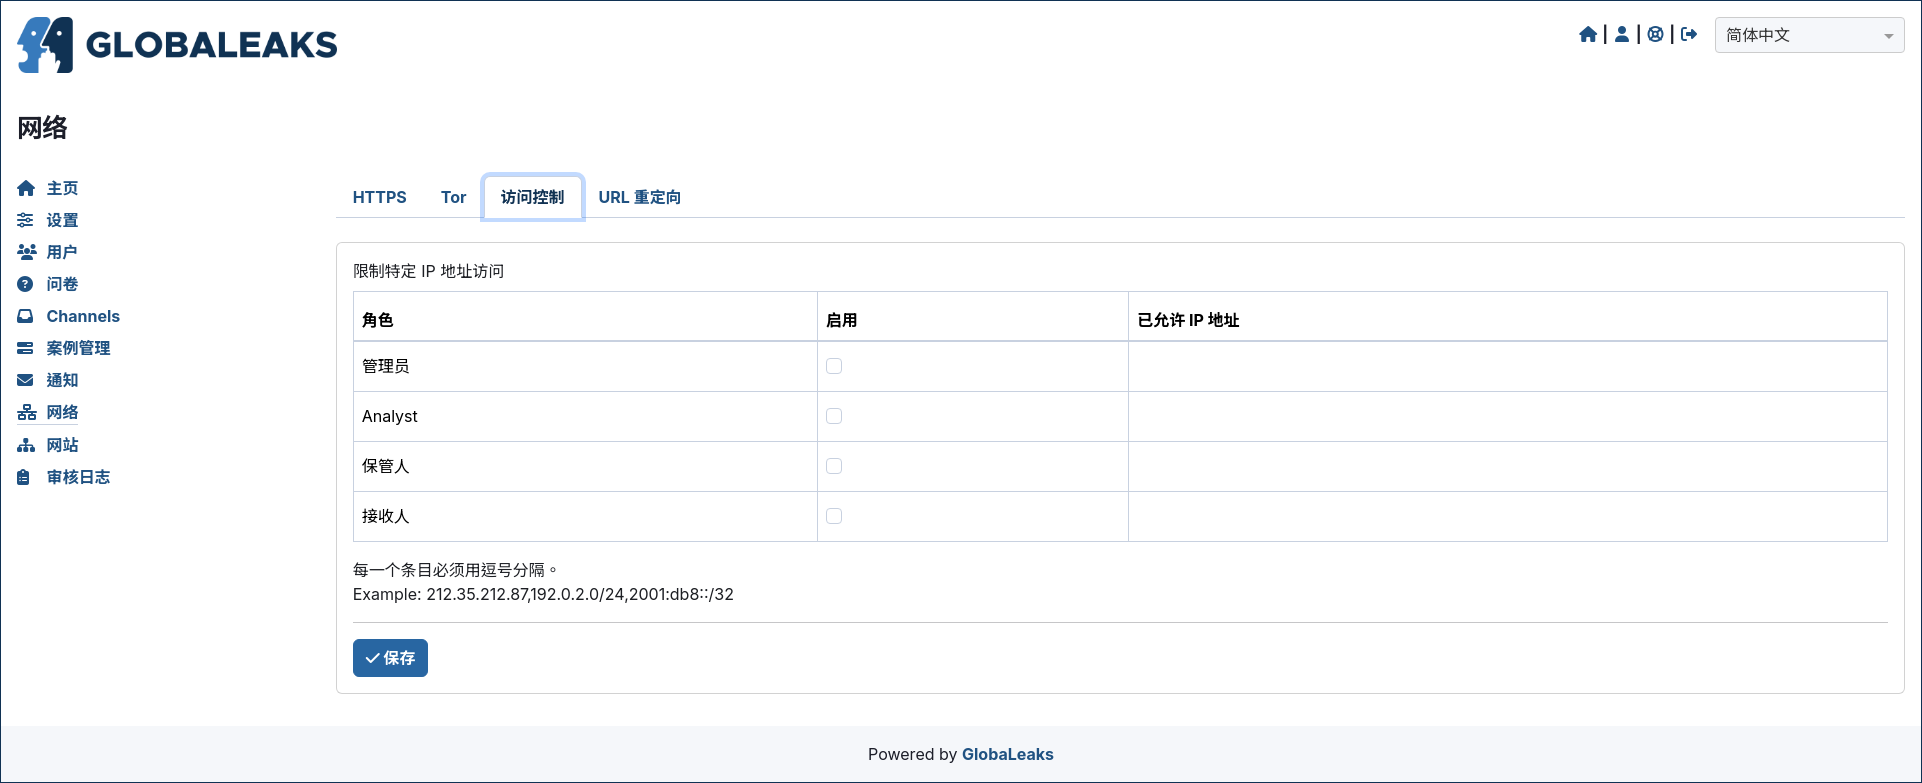 GLOBALEAKS
简体中文
网络
主页
设置
用户
问卷
Channels
案例管理
通知
网络
网站
审核日志
HTTPS Tor 访问控制 URL 重定向
限制特定 IP 地址访问
角色 启用 已允许 IP 地址
管理员
Analyst
保管人
接收人
每一个条目必须用逗号分隔。
Example: 212.35.212.87,192.0.2.0/24,2001:db8::/32
保存
Powered by GlobaLeaks